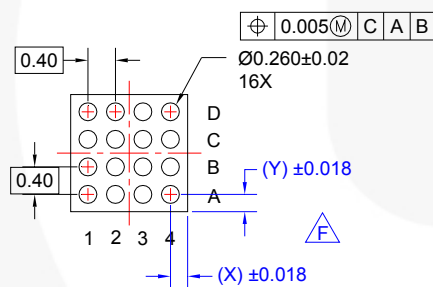 ⌖ 0.005Ⓜ C A B
0.40
Ø0.260±0.02
16X
D
C
B
A
0.40
(Y) ±0.018
F
1 2 3 4
(X) ±0.018